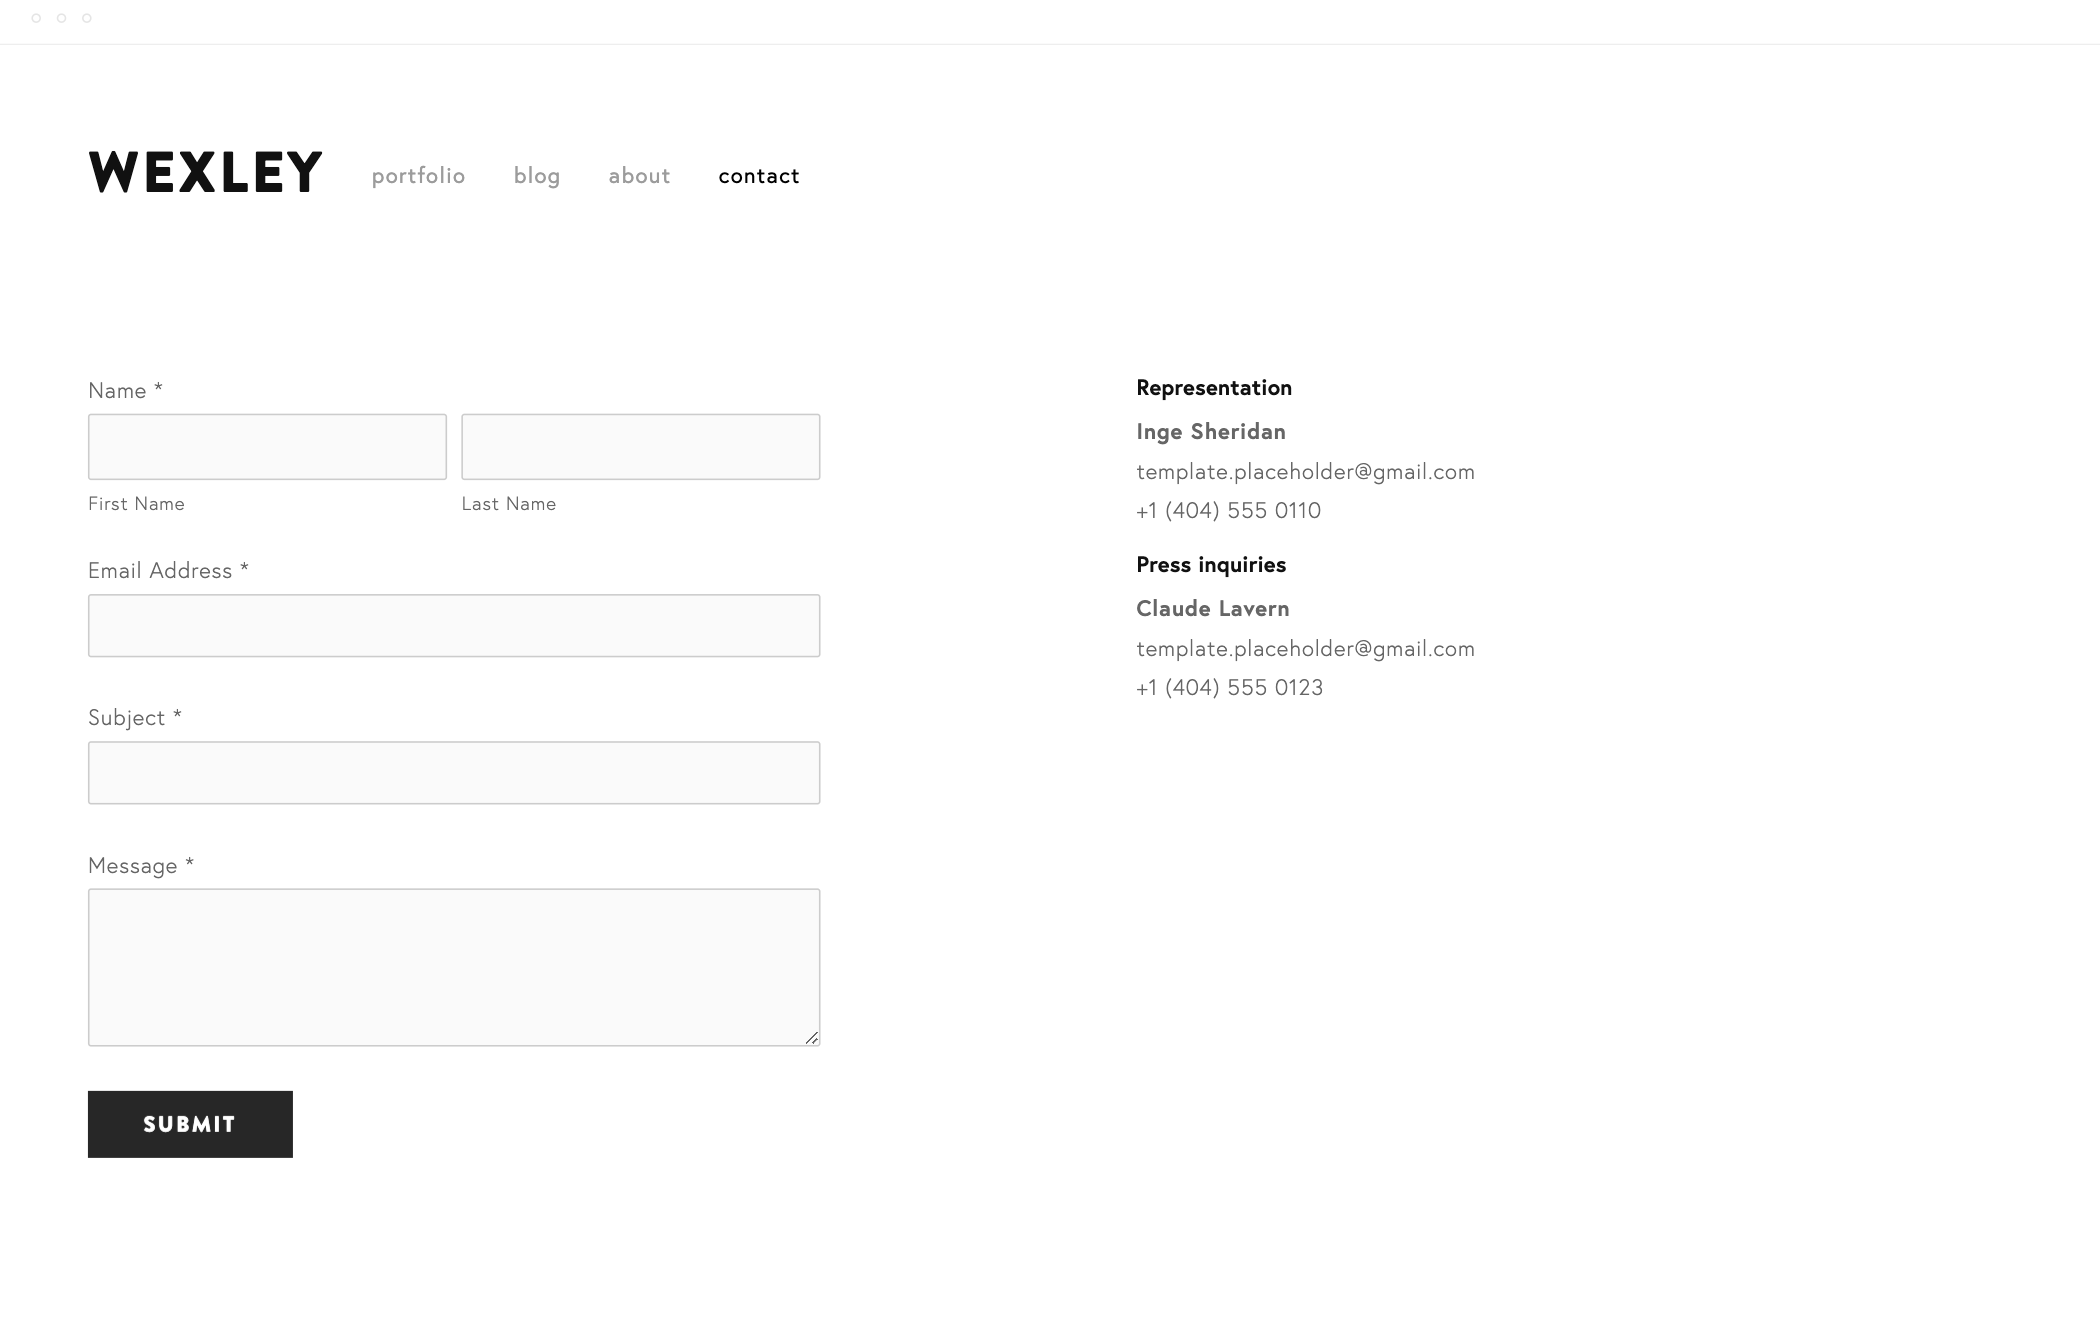 WEXLEY
portfolio blog about contact
Name *
First Name Last Name
Email Address *
Subject *
Message *
SUBMIT
Representation
Inge Sheridan
template.placeholder@gmail.com
+1 (404) 555 0110
Press inquiries
Claude Lavern
template.placeholder@gmail.com
+1 (404) 555 0123